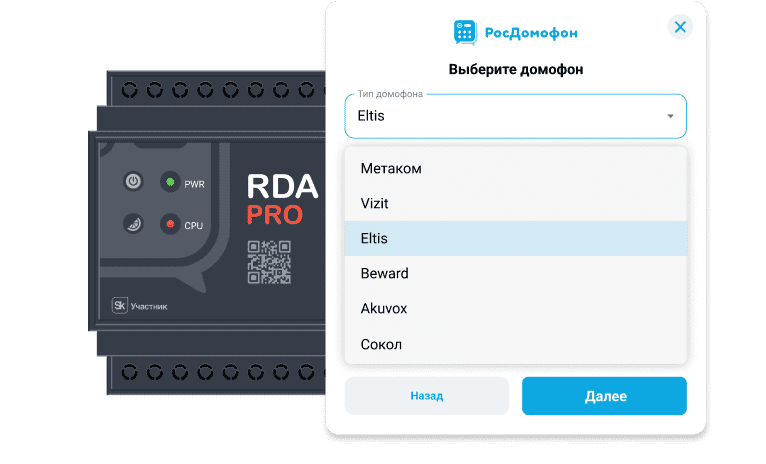 РосДомофон
Выберите домофон
Тип домофона
Eltis
Метаком
Vizit
Eltis
Beward
Akuvox
Сокол
Назад
Далее
PWR
CPU
RDA
PRO
Sk Участник